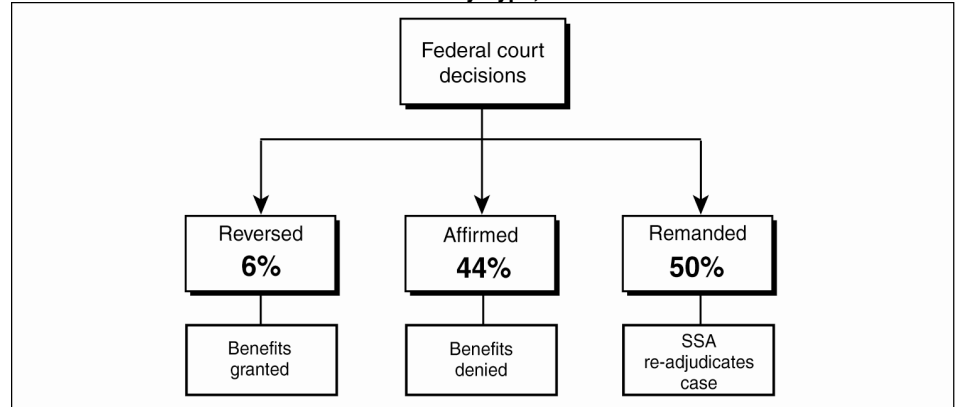 Federal court
decisions
Reversed
6%
Affirmed
44%
Remanded
50%
Benefits
granted
Benefits
denied
SSA
re-adjudicates
case